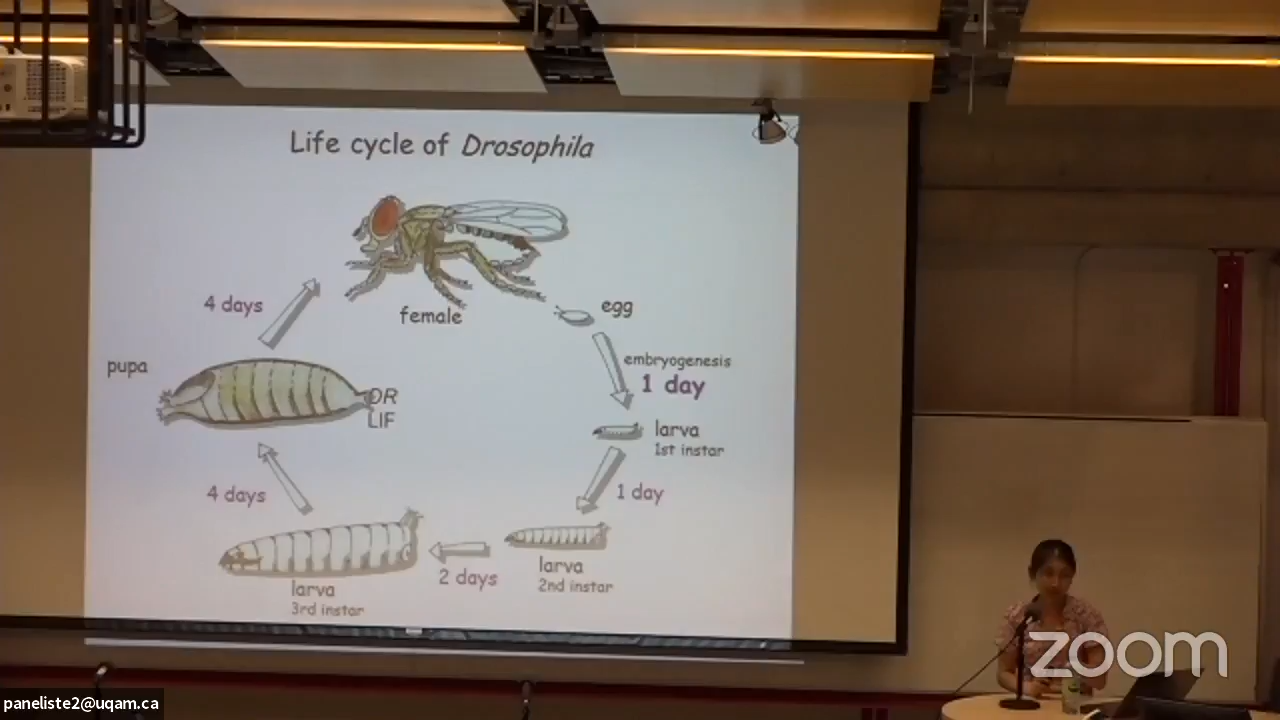 Life cycle of Drosophila
4 days
female
egg
pupa
embryogenesis
1 day
OR
LIF
larva
1st instar
4 days
1 day
larva
2nd instar
2 days
larva
3rd instar
zoom
paneliste2@uqam.ca